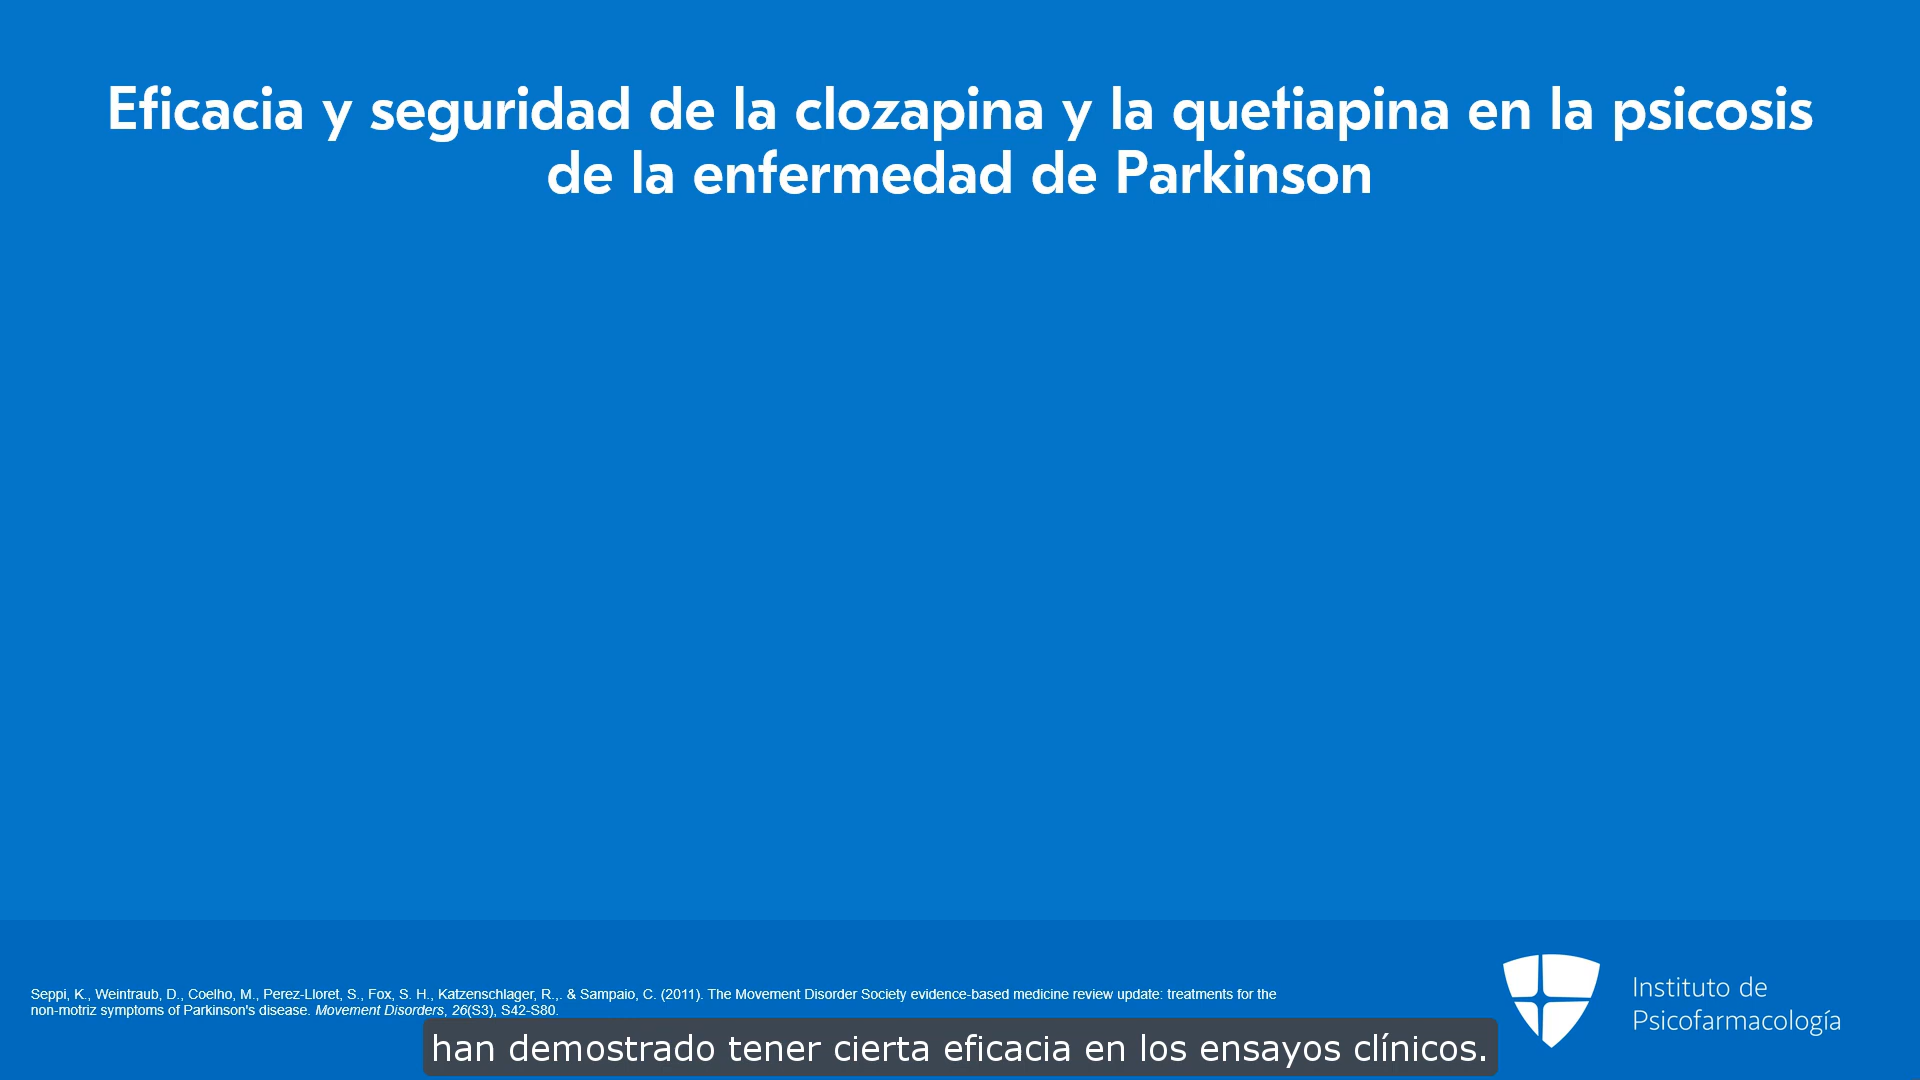 Eficacia y seguridad de la clozapina y la quetiapina en la psicosis
de la enfermedad de Parkinson
Seppi, K., Weintraub, D., Coelho, M., Perez-Lloret, S., Fox, S. H., Katzenschlager, R.,. & Sampaio, C. (2011). The Movement Disorder Society evidence-based medicine review update: treatments for the
non-motriz symptoms of Parkinson's disease. Movement Disorders, 26(S3), S42-S80.
Instituto de
Psicofarmacología
han demostrado tener cierta eficacia en los ensayos clínicos.